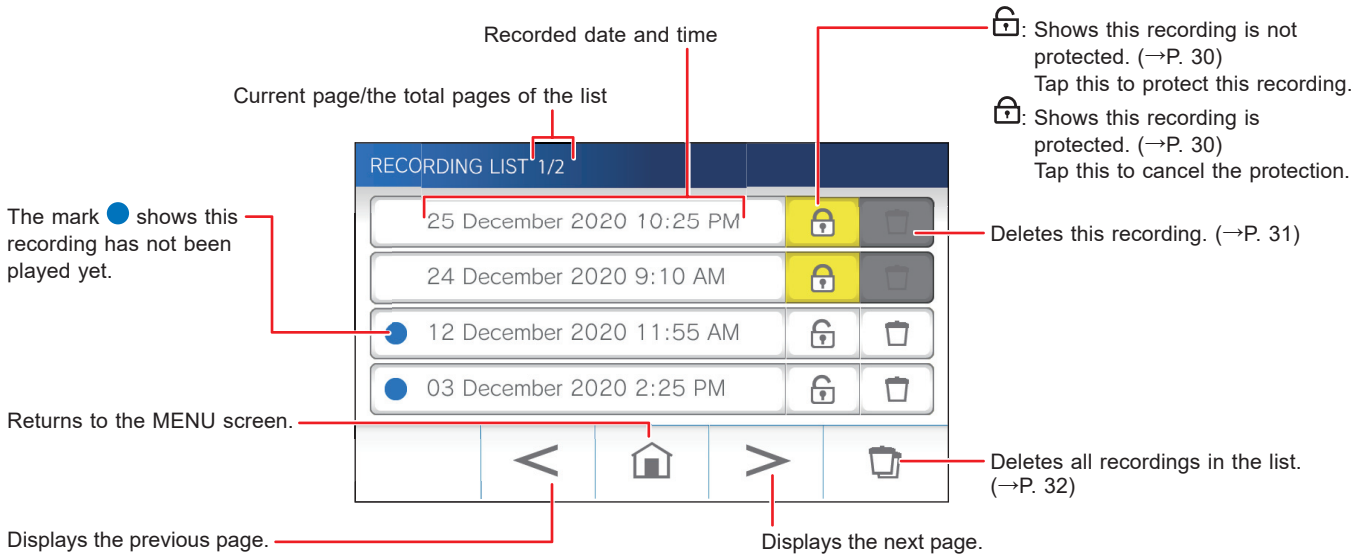 Recorded date and time
Current page/the total pages of the list
: Shows this recording is not
protected. (→P. 30)
Tap this to protect this recording.
: Shows this recording is
protected. (→P. 30)
Tap this to cancel the protection.
RECORDING LIST 1/2
The mark shows this
recording has not been
played yet.
25 December 2020 10:25 PM
Deletes this recording. (→P. 31)
24 December 2020 9:10 AM
12 December 2020 11:55 AM
03 December 2020 2:25 PM
Returns to the MENU screen.
<
>
Deletes all recordings in the list.
(→P. 32)
Displays the previous page.
Displays the next page.